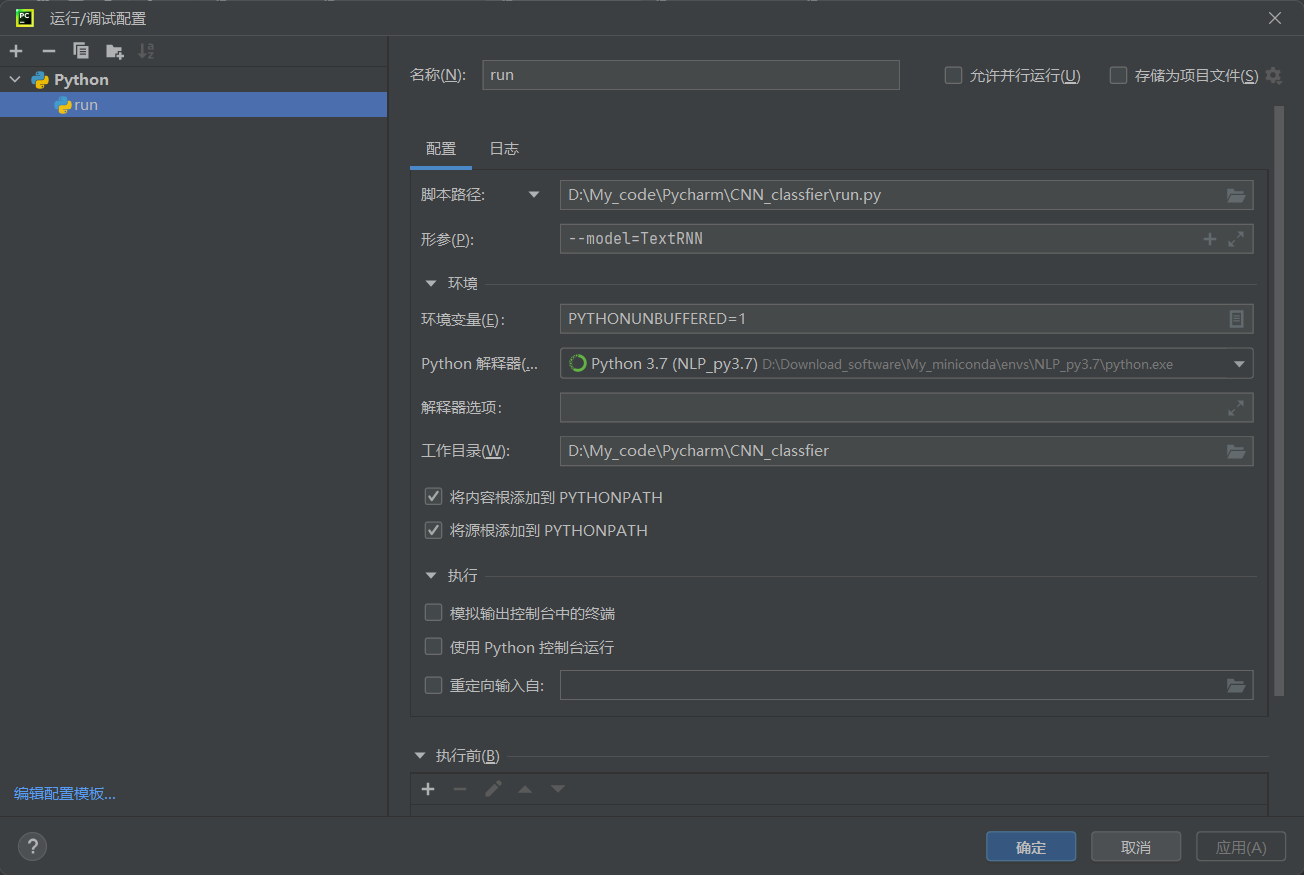 PC
运行/调试配置
Python
run
名称(N):
run
允许并行运行(U)
存储为项目文件(S)
配置
日志
脚本路径:
D:\My_code\Pycharm\CNN_classfier\run.py
形参(P):
--model=TextRNN
环境
环境变量(E):
PYTHONUNBUFFERED=1
Python 解释器(...
Python 3.7 (NLP_py3.7) D:\Download_software\My_miniconda\envs\NLP_py3.7\python.exe
解释器选项:
工作目录(W):
D:\My_code\Pycharm\CNN_classfier
将内容根添加到 PYTHONPATH
将源根添加到 PYTHONPATH
执行
模拟输出控制台中的终端
使用 Python 控制台运行
重定向输入自:
执行前(B)
编辑配置模板...
?
确定
取消
应用(A)